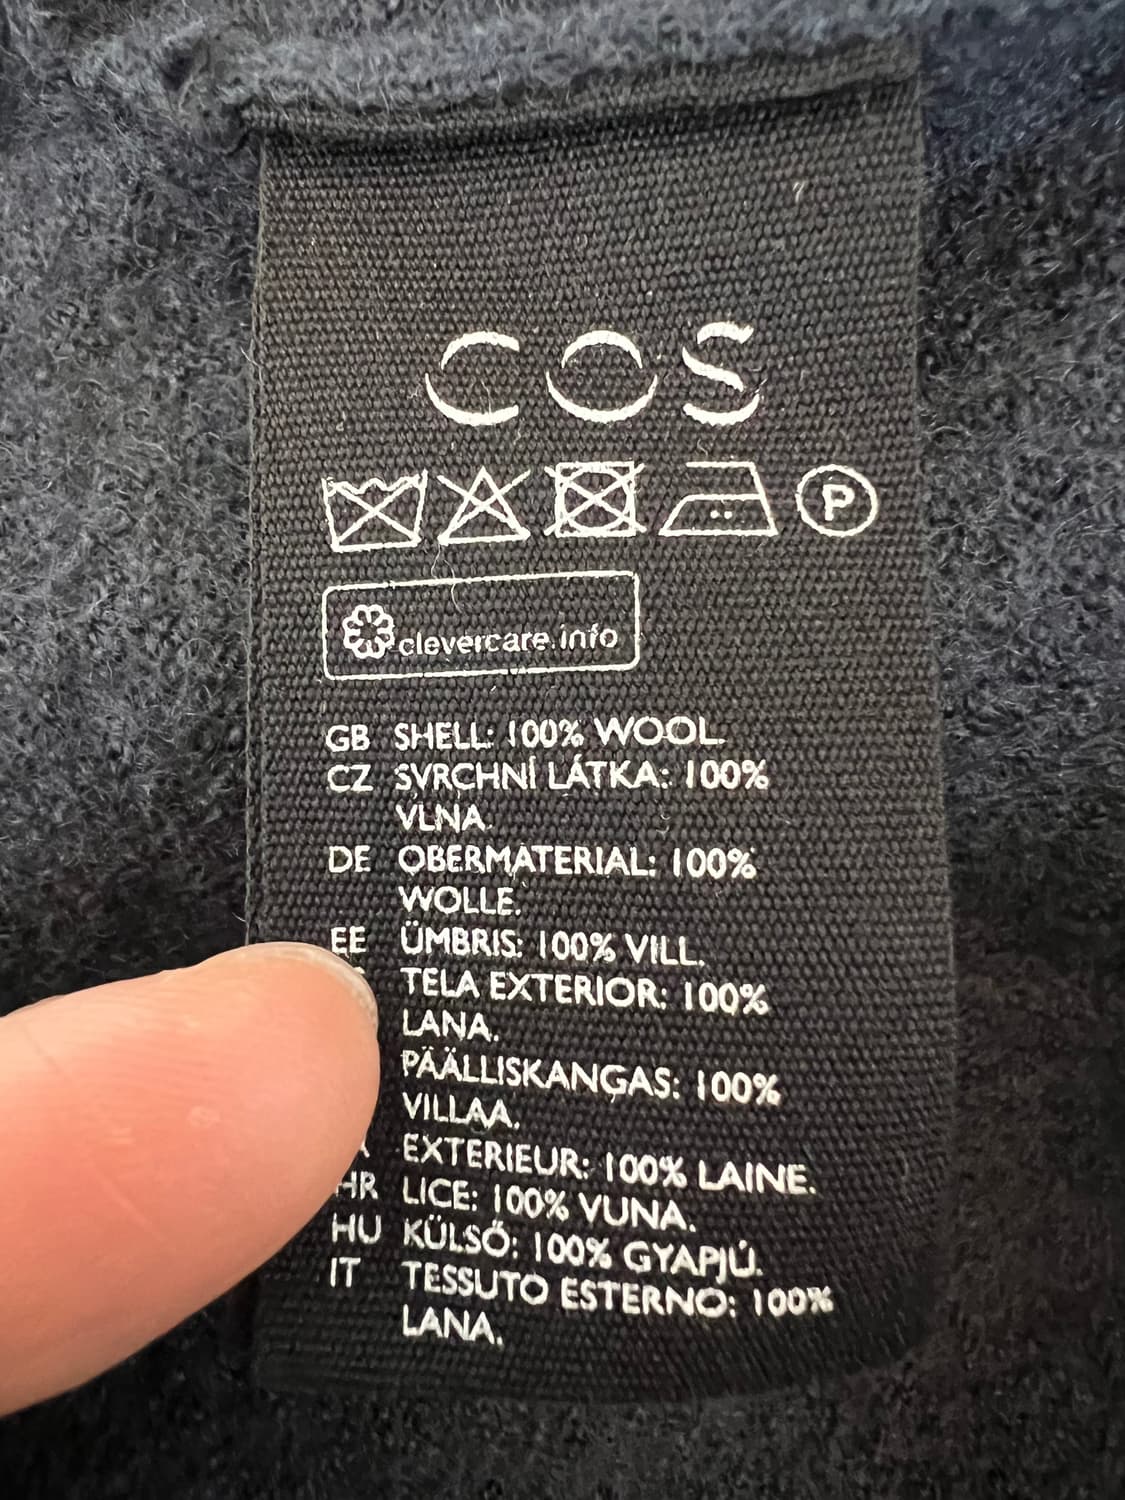 COS
P
clevercare.info
GB SHELL: 100% WOOL.
CZ SVRCHNÍ LÁTKA: 100%
VLNA.
DE OBERMATERIAL: 100%
WOLLE.
EE ÜMBRIS: 100% VILL.
TELA EXTERIOR: 100%
LANA.
PÄÄLLISKANGAS: 100%
VILLAA.
EXTERIEUR: 100% LAINE.
HR LICE: 100% VUNA.
HU KÜLSŐ: 100% GYAPJÚ.
IT TESSUTO ESTERNO: 100%
LANA.